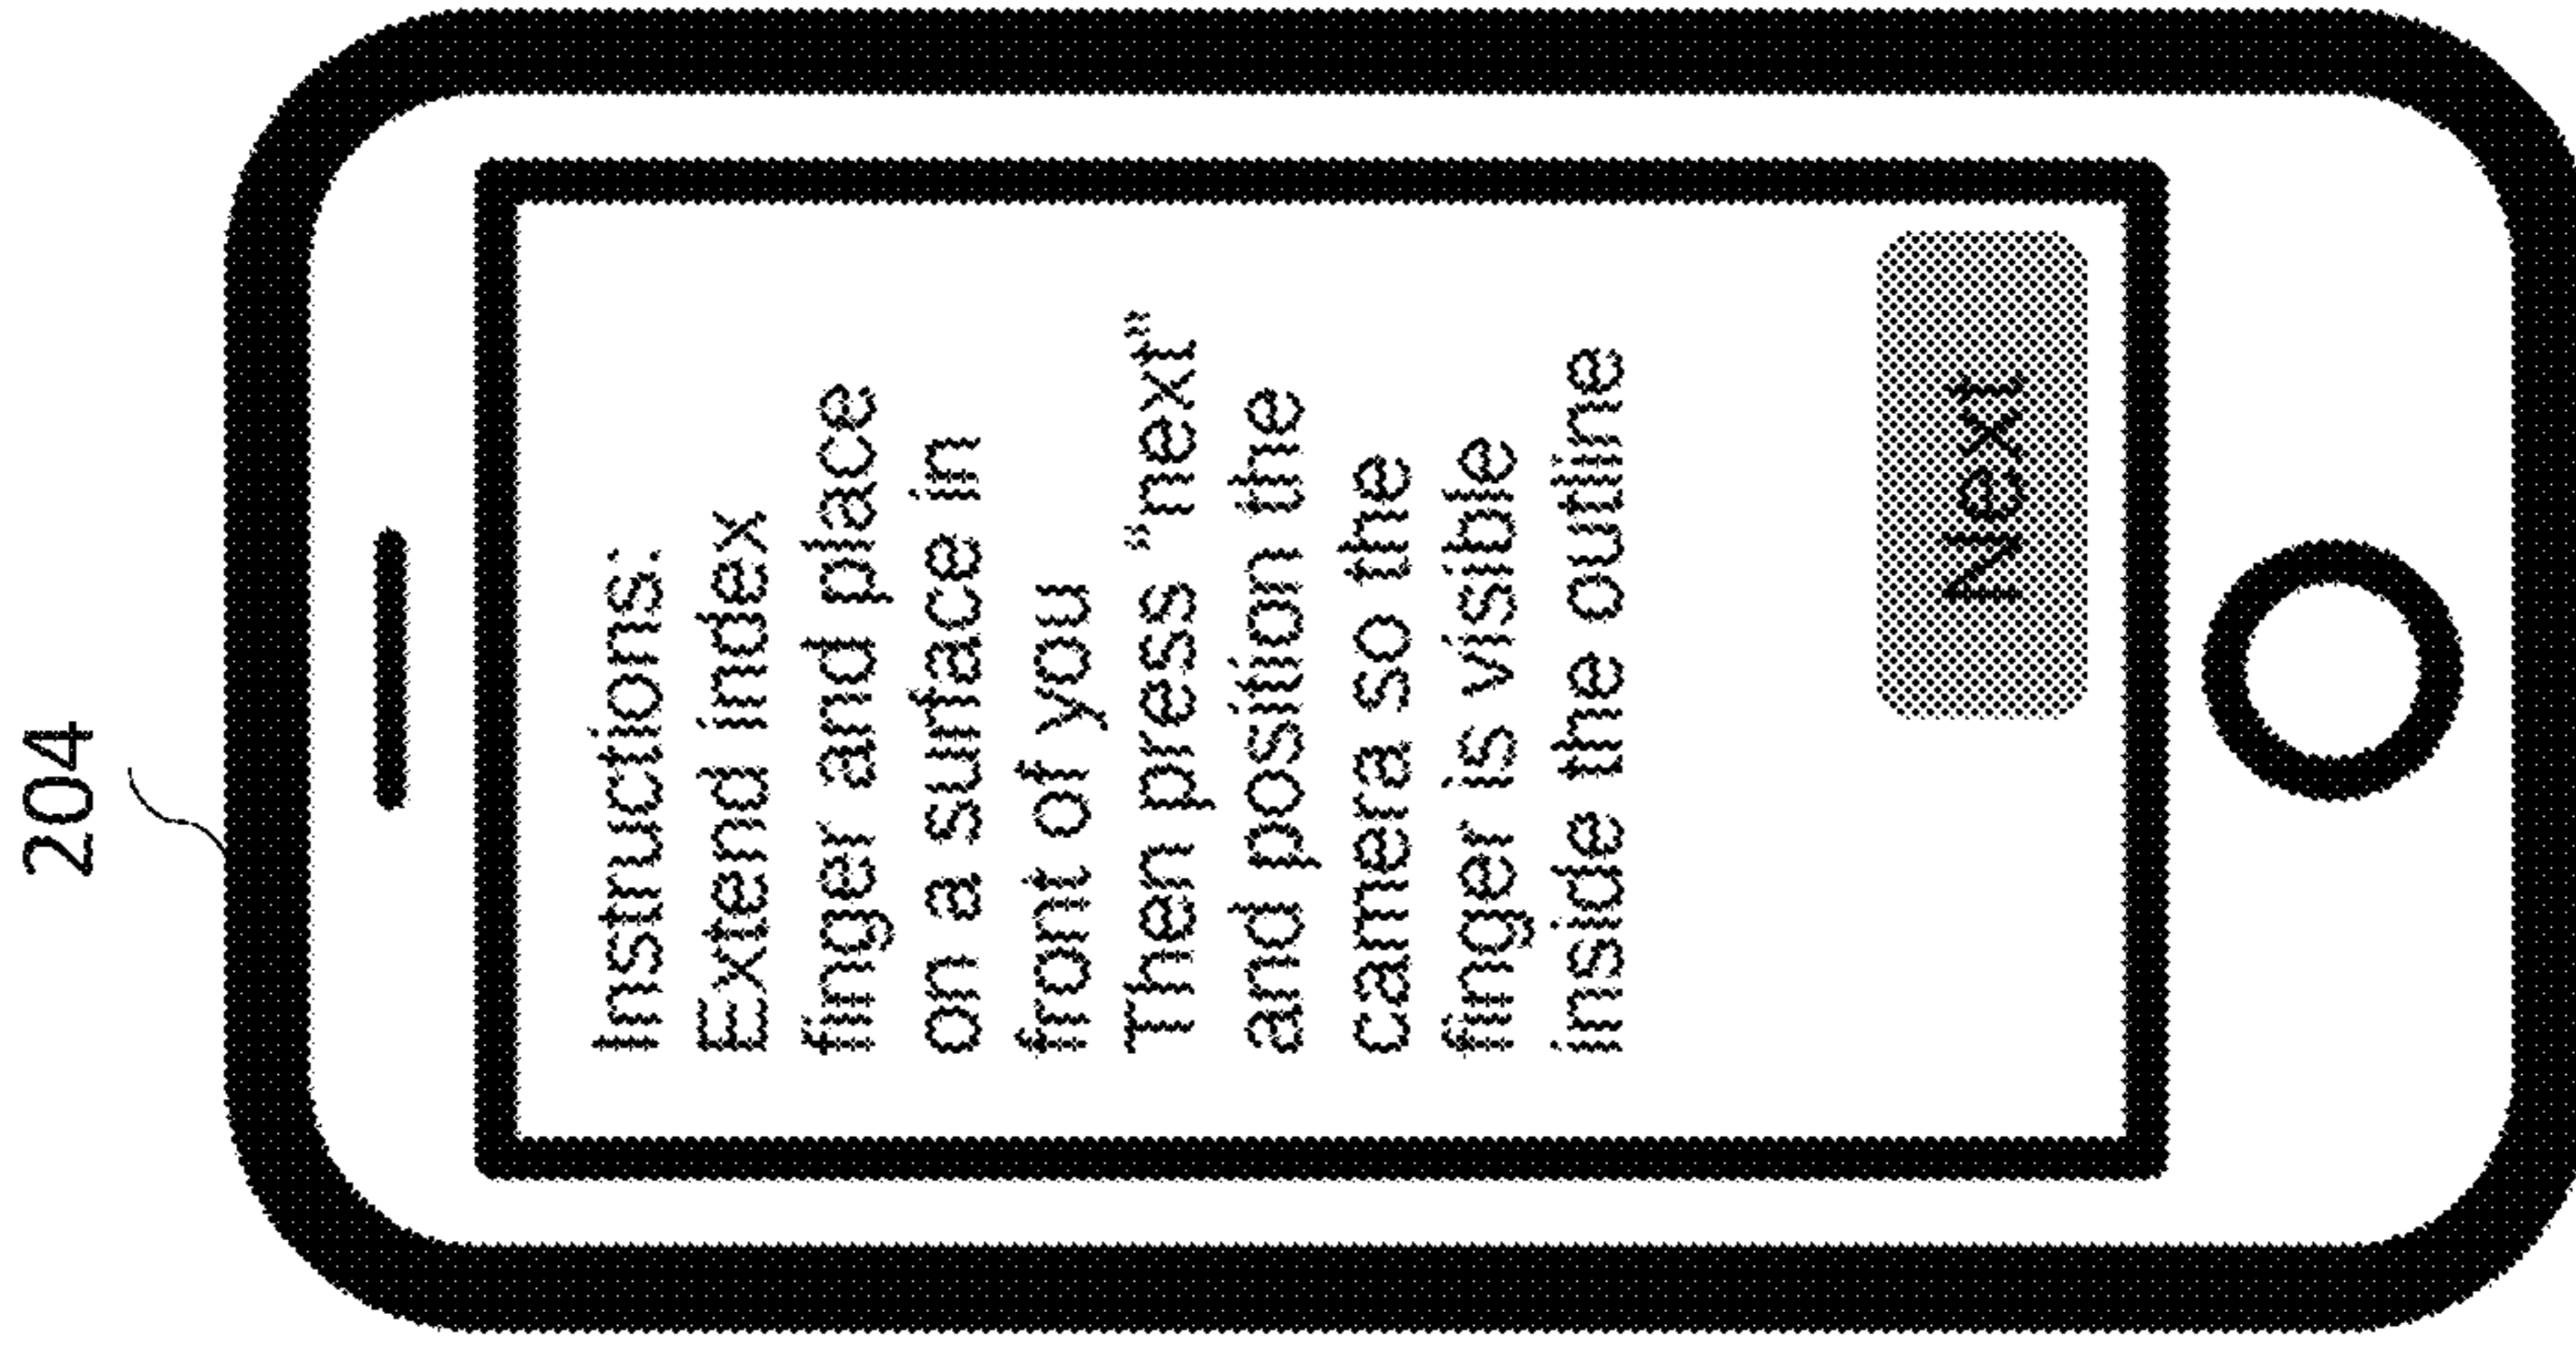 204
Instructions:
Extend index
finger and place
on a surface in
front of you
Then press "next"
and position the
camera so the
finger is visible
inside the outline
Next